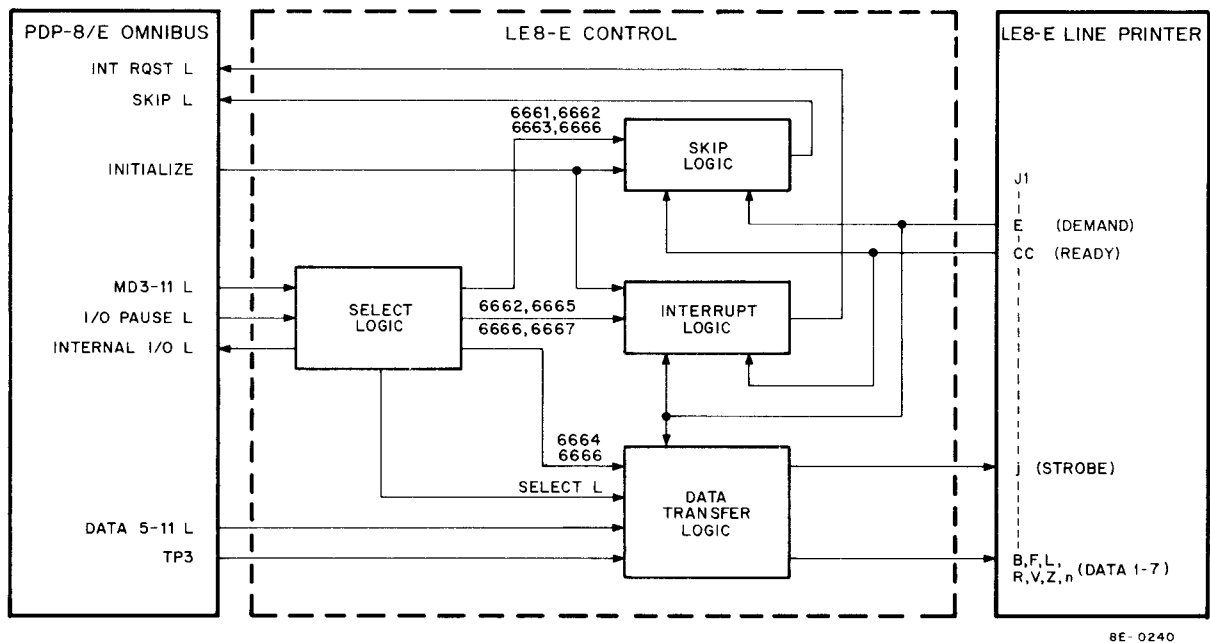 PDP-8/E OMNIBUS
INT RQST L
SKIP L
INITIALIZE
MD3-11 L
I/O PAUSE L
INTERNAL I/O L
DATA 5-11 L
TP3
LE8-E CONTROL
6661,6662
6663,6666
SKIP
LOGIC
SELECT
LOGIC
6662,6665
6666,6667
INTERRUPT
LOGIC
6664
6666
SELECT L
DATA
TRANSFER
LOGIC
LE8-E LINE PRINTER
J1
E (DEMAND)
CC (READY)
j (STROBE)
B,F,L,
R,V,Z,n (DATA 1-7)
8E-0240